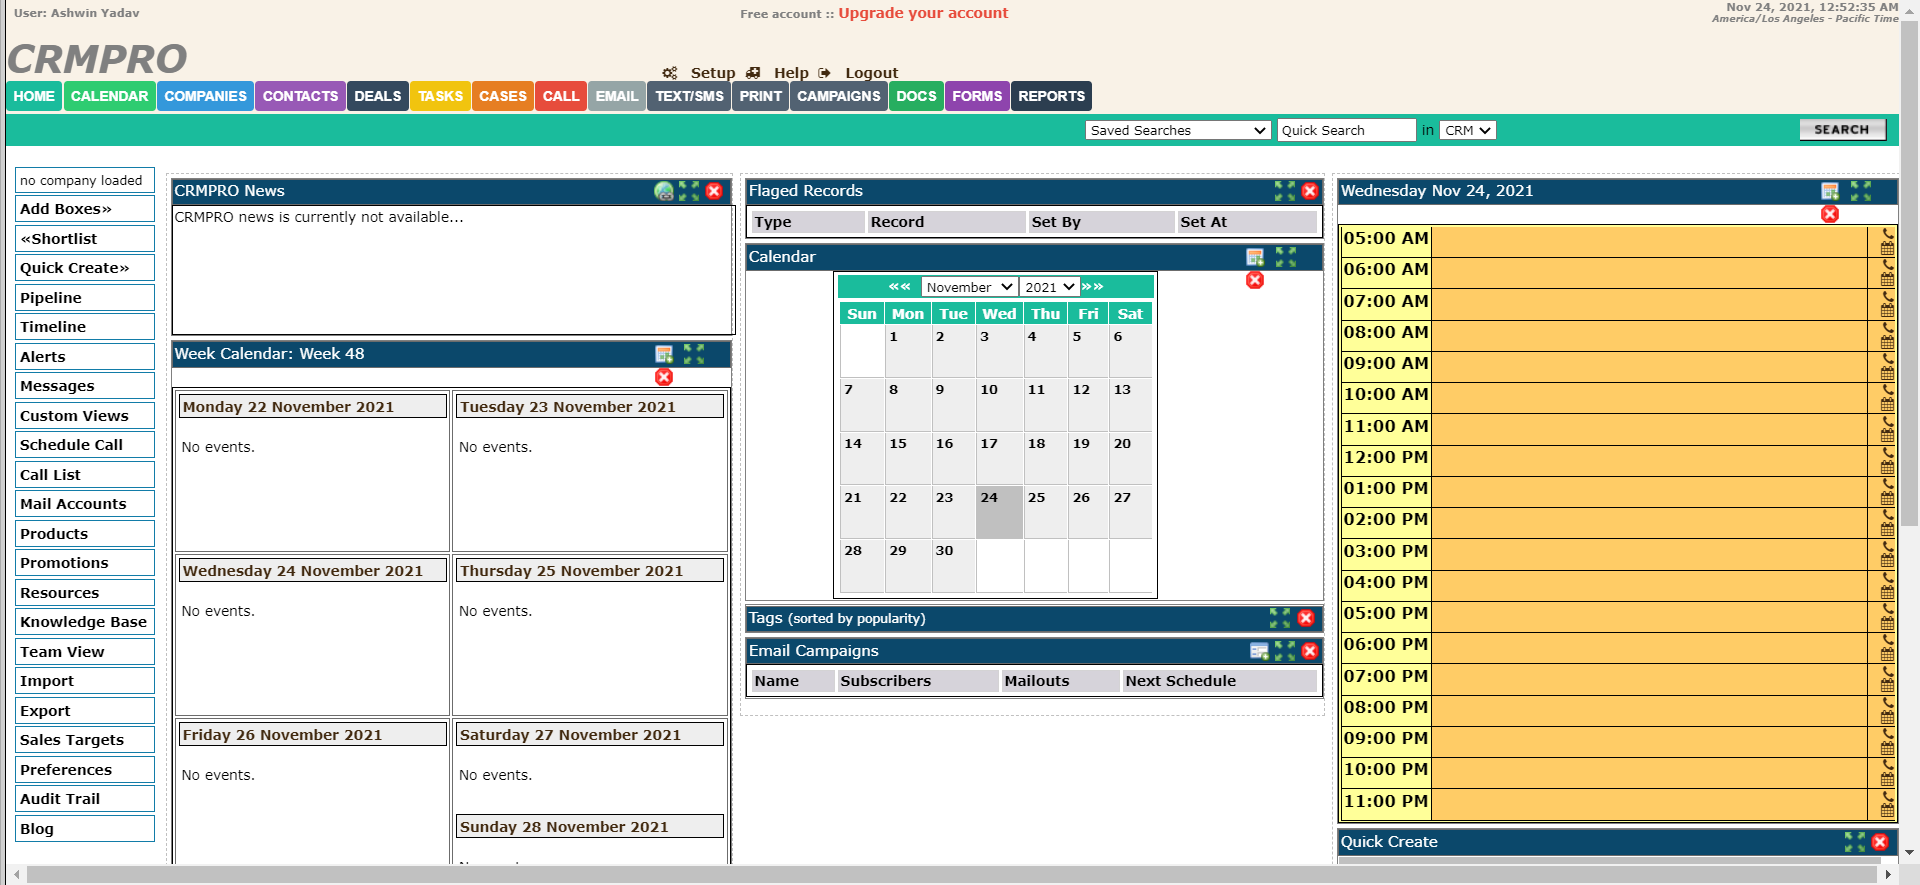 User: Ashwin Yadav
Free account :: Upgrade your account
Nov 24, 2021, 12:52:35 AM
America/Los Angeles - Pacific Time
CRMPRO
Setup Help Logout
HOME CALENDAR COMPANIES CONTACTS DEALS TASKS CASES CALL EMAIL TEXT/SMS PRINT CAMPAIGNS DOCS FORMS REPORTS
Saved Searches Quick Search in CRM SEARCH
no company loaded
Add Boxes»
«Shortlist
Quick Create»
Pipeline
Timeline
Alerts
Messages
Custom Views
Schedule Call
Call List
Mail Accounts
Products
Promotions
Resources
Knowledge Base
Team View
Import
Export
Sales Targets
Preferences
Audit Trail
Blog
CRMPRO News
CRMPRO news is currently not available...
Week Calendar: Week 48
Monday 22 November 2021 Tuesday 23 November 2021
No events. No events.
Wednesday 24 November 2021 Thursday 25 November 2021
No events. No events.
Friday 26 November 2021 Saturday 27 November 2021
No events. No events.
Sunday 28 November 2021
Flaged Records
Type Record Set By Set At
Calendar
«« November 2021 »»
Sun Mon Tue Wed Thu Fri Sat
1 2 3 4 5 6
7 8 9 10 11 12 13
14 15 16 17 18 19 20
21 22 23 24 25 26 27
28 29 30
Tags (sorted by popularity)
Email Campaigns
Name Subscribers Mailouts Next Schedule
Wednesday Nov 24, 2021
05:00 AM
06:00 AM
07:00 AM
08:00 AM
09:00 AM
10:00 AM
11:00 AM
12:00 PM
01:00 PM
02:00 PM
03:00 PM
04:00 PM
05:00 PM
06:00 PM
07:00 PM
08:00 PM
09:00 PM
10:00 PM
11:00 PM
Quick Create